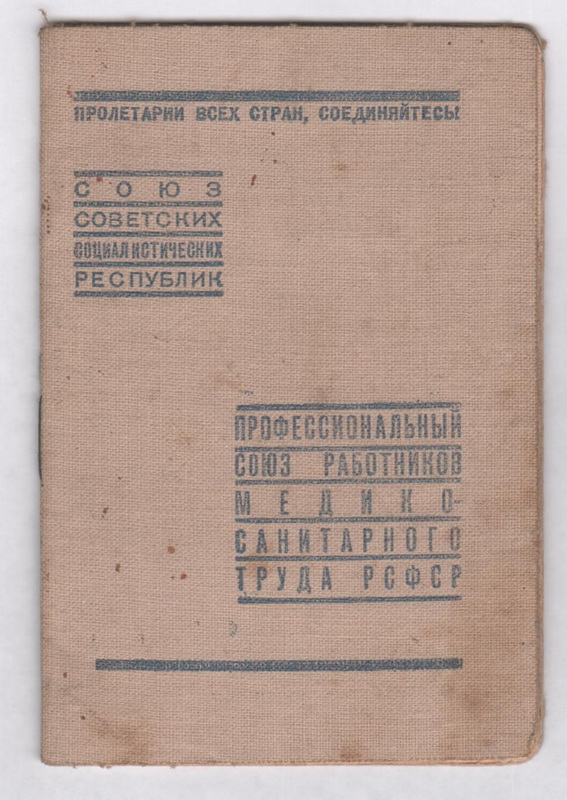 ПРОЛЕТАРИИ ВСЕХ СТРАН, СОЕДИНЯЙТЕСЬ!
СОЮЗ
СОВЕТСКИХ
СОЦИАЛИСТИЧЕСКИХ
РЕСПУБЛИК
ПРОФЕССИОНАЛЬНЫЙ
СОЮЗ РАБОТНИКОВ
МЕДИКО-
САНИТАРНОГО
ТРУДА РСФСР